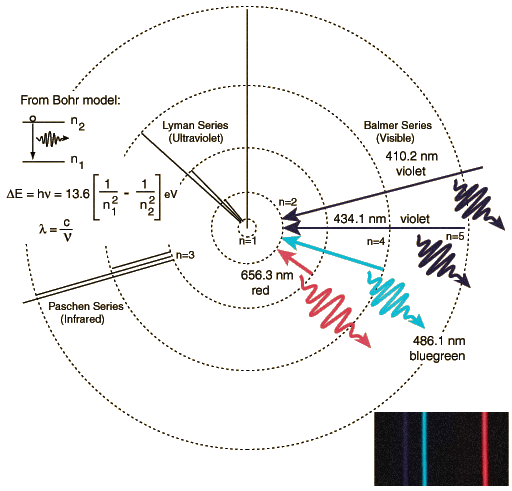 From Bohr model:
n₂
n₁
ΔE = hν = 13.6 [ 1/n₁² - 1/n₂² ] eV
λ = c/ν
Lyman Series
(Ultraviolet)
Balmer Series
(Visible)
410.2 nm
violet
n=2
434.1 nm violet
n=1
n=4
n=5
n=3
656.3 nm
red
Paschen Series
(Infrared)
486.1 nm
bluegreen